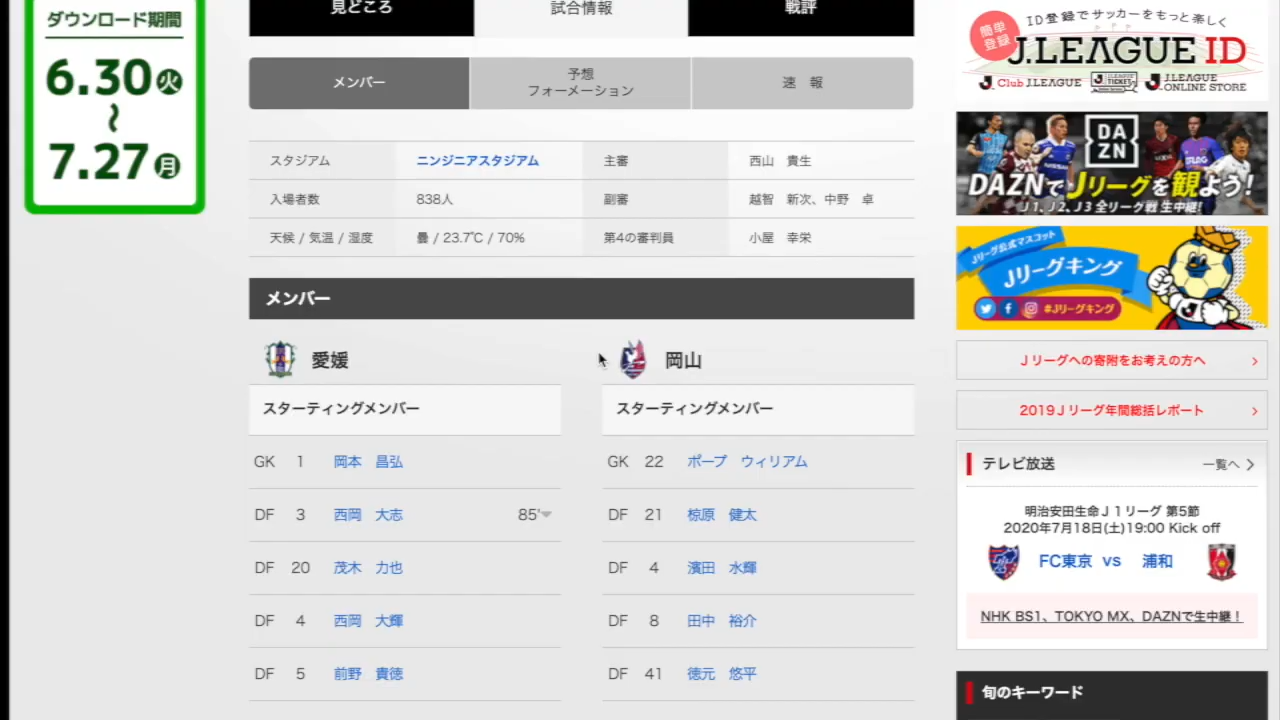 ダウンロード期間
6.30火
〜
7.27月
見どころ
試合情報
戦評
メンバー
予想
フォーメーション
速 報
スタジアム ニンジニアスタジアム 主審 西山 貴生
入場者数 838人 副審 越智 新次、中野 卓
天候 / 気温 / 湿度 曇 / 23.7℃ / 70% 第4の審判員 小屋 幸栄
メンバー
愛媛
スターティングメンバー
GK 1 岡本 昌弘
DF 3 西岡 大志 85'
DF 20 茂木 力也
DF 4 西岡 大輝
DF 5 前野 貴徳
岡山
スターティングメンバー
GK 22 ポープ ウィリアム
DF 21 椋原 健太
DF 4 濱田 水輝
DF 8 田中 裕介
DF 41 徳元 悠平
簡単
登録
ID登録でサッカーをもっと楽しく
J.LEAGUE ID
Club J.LEAGUE
J.LEAGUE
TICKET
J.LEAGUE
ONLINE STORE
DA
ZN
DAZNでJリーグを観よう!
J1、J2、J3 全リーグ戦 生中継!
Jリーグ公式マスコット
Jリーグキング
#Jリーグキング
Jリーグへの寄附をお考えの方へ
2019Jリーグ年間総括レポート
テレビ放送 一覧へ
明治安田生命J1リーグ 第5節
2020年7月18日(土)19:00 Kick off
FC東京 vs 浦和
NHK BS1、TOKYO MX、DAZNで生中継!
旬のキーワード